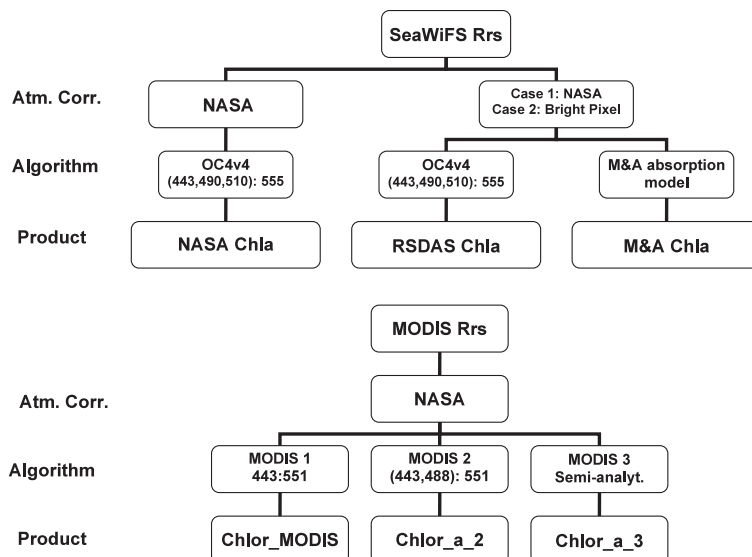 SeaWiFS Rrs
Atm. Corr.
NASA
Case 1: NASA
Case 2: Bright Pixel
Algorithm
OC4v4
(443,490,510): 555
OC4v4
(443,490,510): 555
M&A absorption
model
Product
NASA Chla
RSDAS Chla
M&A Chla
MODIS Rrs
Atm. Corr.
NASA
Algorithm
MODIS 1
443:551
MODIS 2
(443,488): 551
MODIS 3
Semi-analyt.
Product
Chlor_MODIS
Chlor_a_2
Chlor_a_3